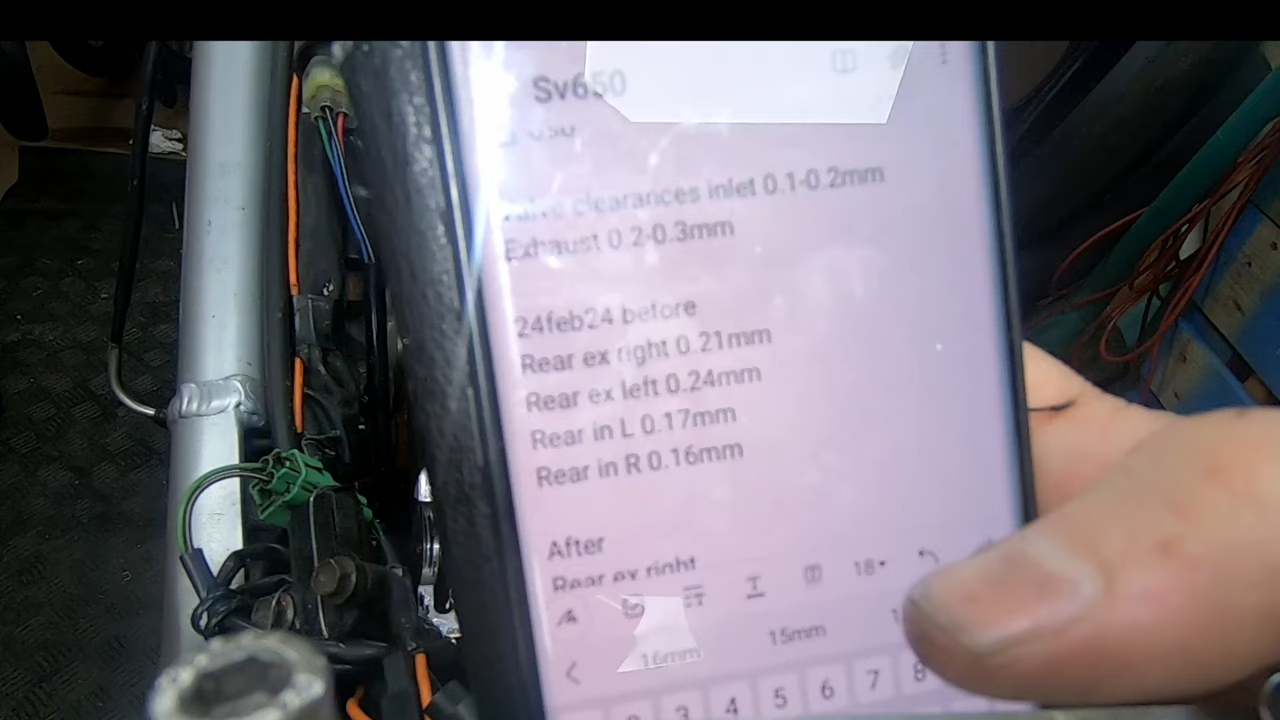 Sv650
clearances inlet 0.1-0.2mm
Exhaust 0.2-0.3mm
24feb24 before
Rear ex right 0.21mm
Rear ex left 0.24mm
Rear in L 0.17mm
Rear in R 0.16mm
After
Rear ex right
18
16mm 15mm
3 4 5 6 7 8